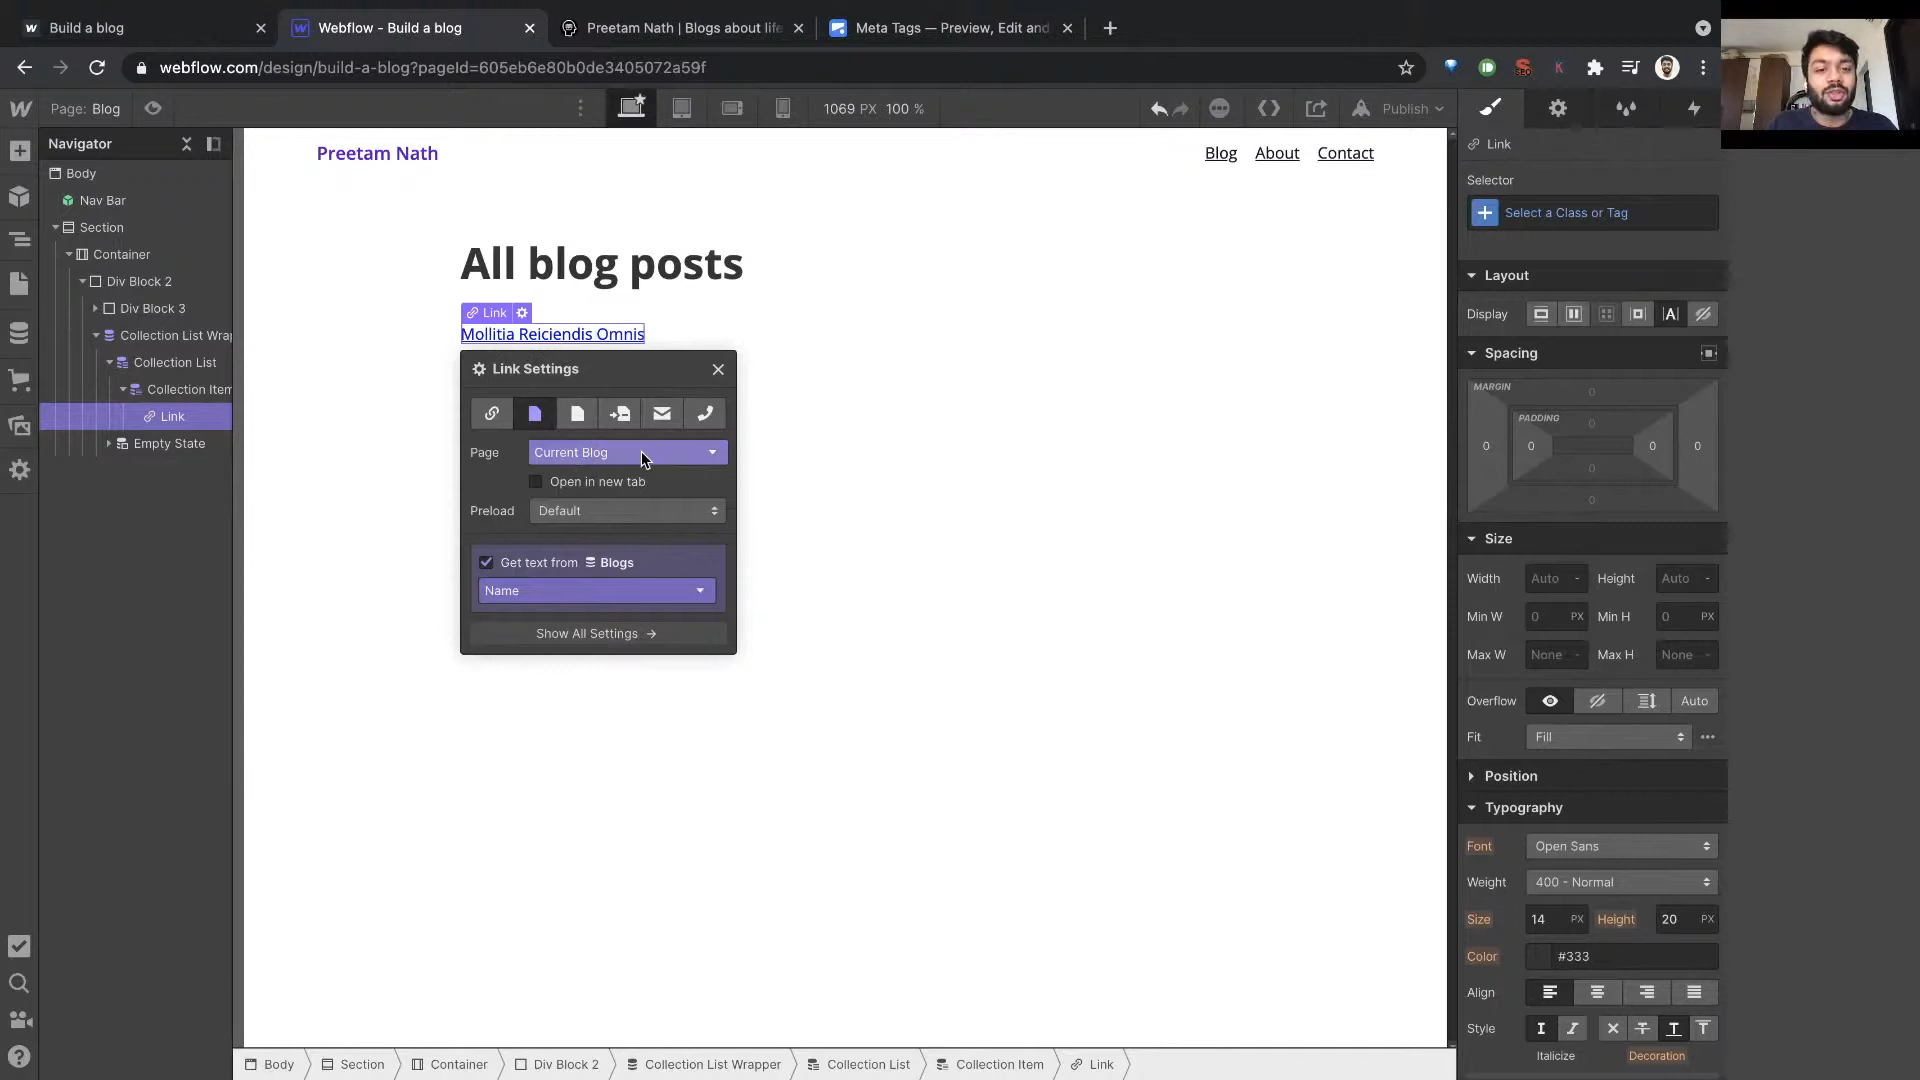 Build a blog
Webflow - Build a blog
Preetam Nath | Blogs about life
Meta Tags — Preview, Edit and
webflow.com/design/build-a-blog?pageId=605eb6e80b0de3405072a59f
Page: Blog
1069 PX 100 %
Publish
Navigator
Body
Nav Bar
Section
Container
Div Block 2
Div Block 3
Collection List Wrap
Collection List
Collection Item
Link
Empty State
Preetam Nath
Blog
About
Contact
All blog posts
Link
Mollitia Reiciendis Omnis
Link Settings
Page
Current Blog
Open in new tab
Preload
Default
Get text from Blogs
Name
Show All Settings
Link
Selector
Select a Class or Tag
Layout
Display
Spacing
MARGIN
0
PADDING
0
0 0 0 0
0
0
Size
Width Auto - Height Auto -
Min W 0 PX Min H 0 PX
Max W None - Max H None -
Overflow Auto
Fit Fill
Position
Typography
Font Open Sans
Weight 400 - Normal
Size 14 PX Height 20 PX
Color #333
Align
Style
Italicize Decoration
Body
Section
Container
Div Block 2
Collection List Wrapper
Collection List
Collection Item
Link